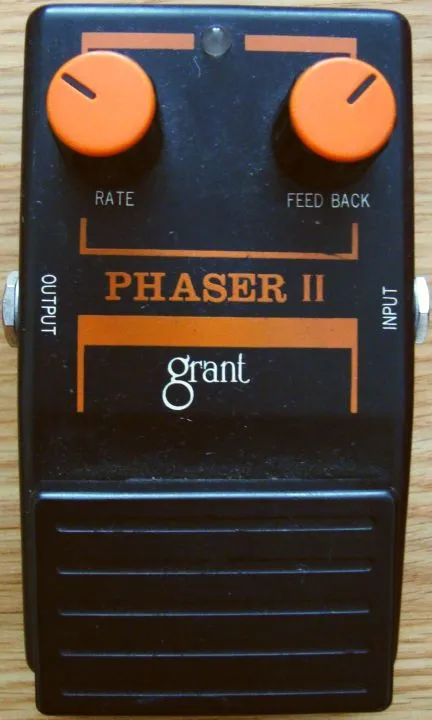 RATE
FEED BACK
PHASER II
OUTPUT
INPUT
grant